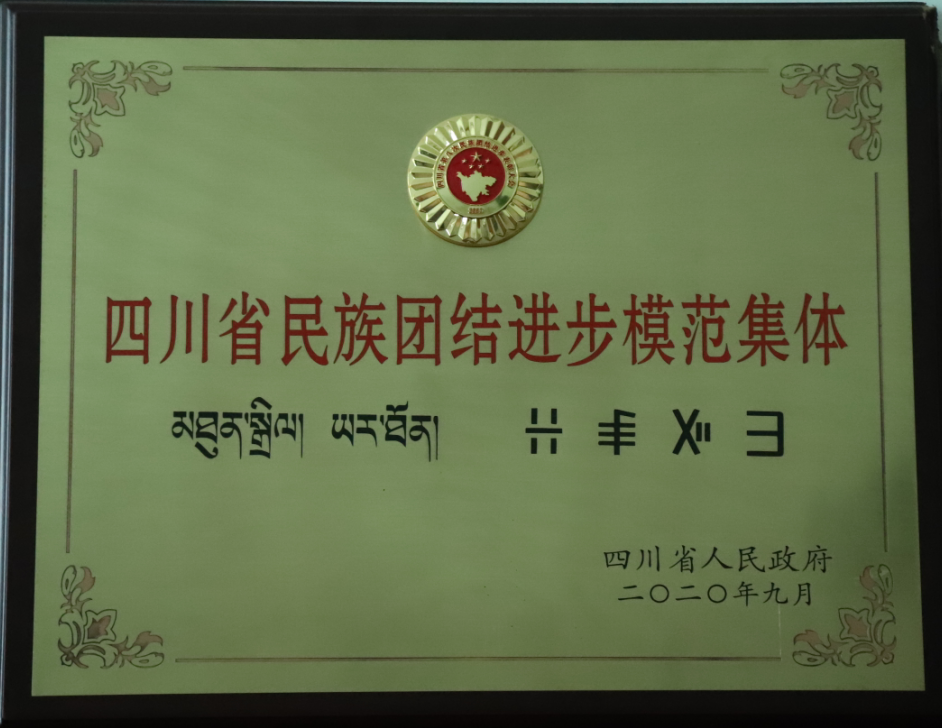 四川省民族团结进步模范集体
མཐུན་སྒྲིལ། ཡར་ཐོན།
四川省人民政府
二〇二〇年九月